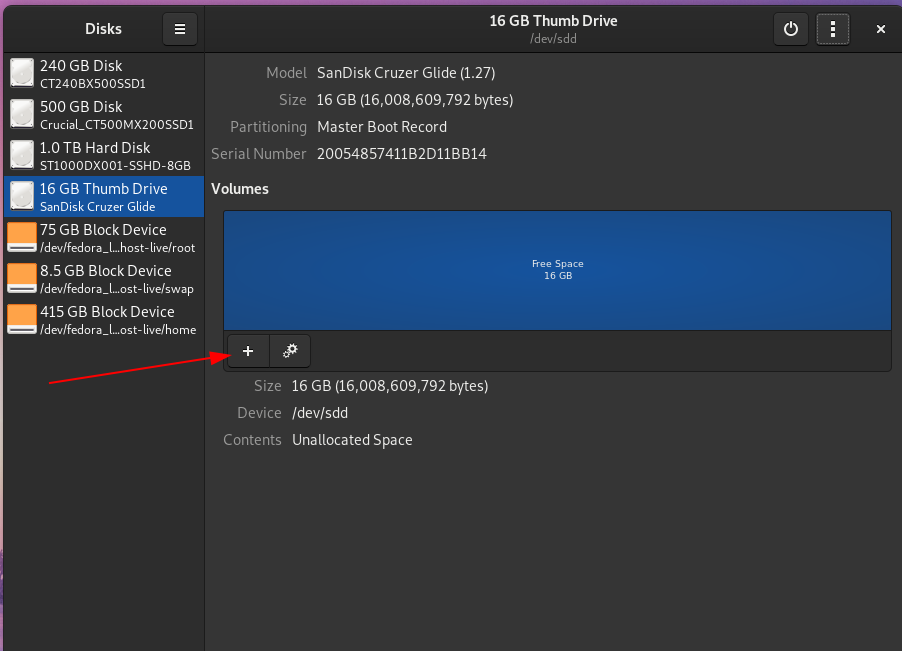 Disks
16 GB Thumb Drive
/dev/sdd
240 GB Disk
CT240BX500SSD1
500 GB Disk
Crucial_CT500MX200SSD1
1.0 TB Hard Disk
ST1000DX001-SSHD-8GB
16 GB Thumb Drive
SanDisk Cruzer Glide
75 GB Block Device
/dev/fedora_l…host-live/root
8.5 GB Block Device
/dev/fedora_l…ost-live/swap
415 GB Block Device
/dev/fedora_l…ost-live/home
Model SanDisk Cruzer Glide (1.27)
Size 16 GB (16,008,609,792 bytes)
Partitioning Master Boot Record
Serial Number 20054857411B2D11BB14
Volumes
Free Space
16 GB
Size 16 GB (16,008,609,792 bytes)
Device /dev/sdd
Contents Unallocated Space